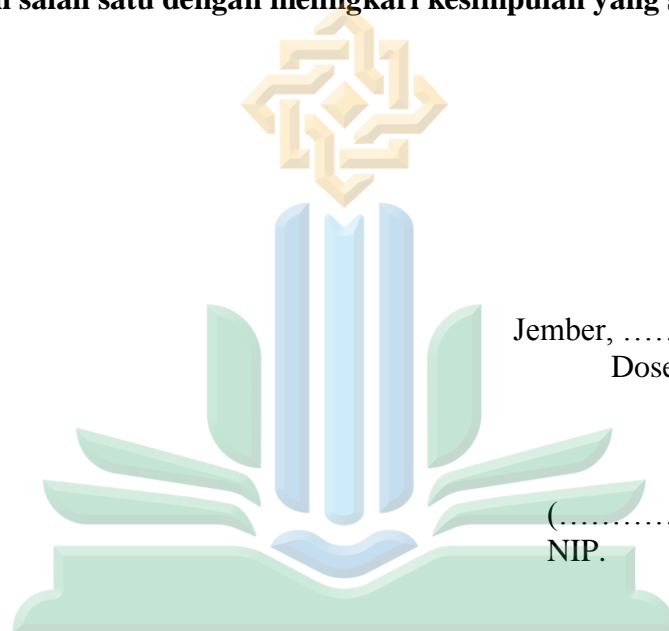 salah satu dengan melingkari kesimpulan yang
Jember, ……
Dose
(…………
NIP.